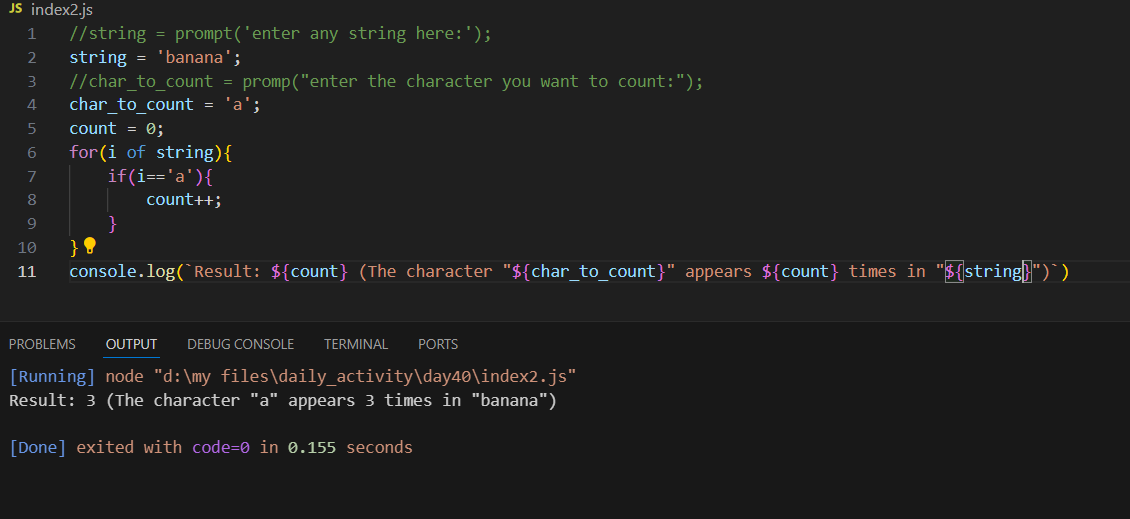 JS index2.js
1 //string = prompt('enter any string here:');
2 string = 'banana';
3 //char_to_count = promp("enter the character you want to count:");
4 char_to_count = 'a';
5 count = 0;
6 for(i of string){
7 if(i=='a'){
8 count++;
9 }
10 }
11 console.log(`Result: ${count} (The character "${char_to_count}" appears ${count} times in "${string}")`)
PROBLEMS OUTPUT DEBUG CONSOLE TERMINAL PORTS
[Running] node "d:\my files\daily_activity\day40\index2.js"
Result: 3 (The character "a" appears 3 times in "banana")
[Done] exited with code=0 in 0.155 seconds